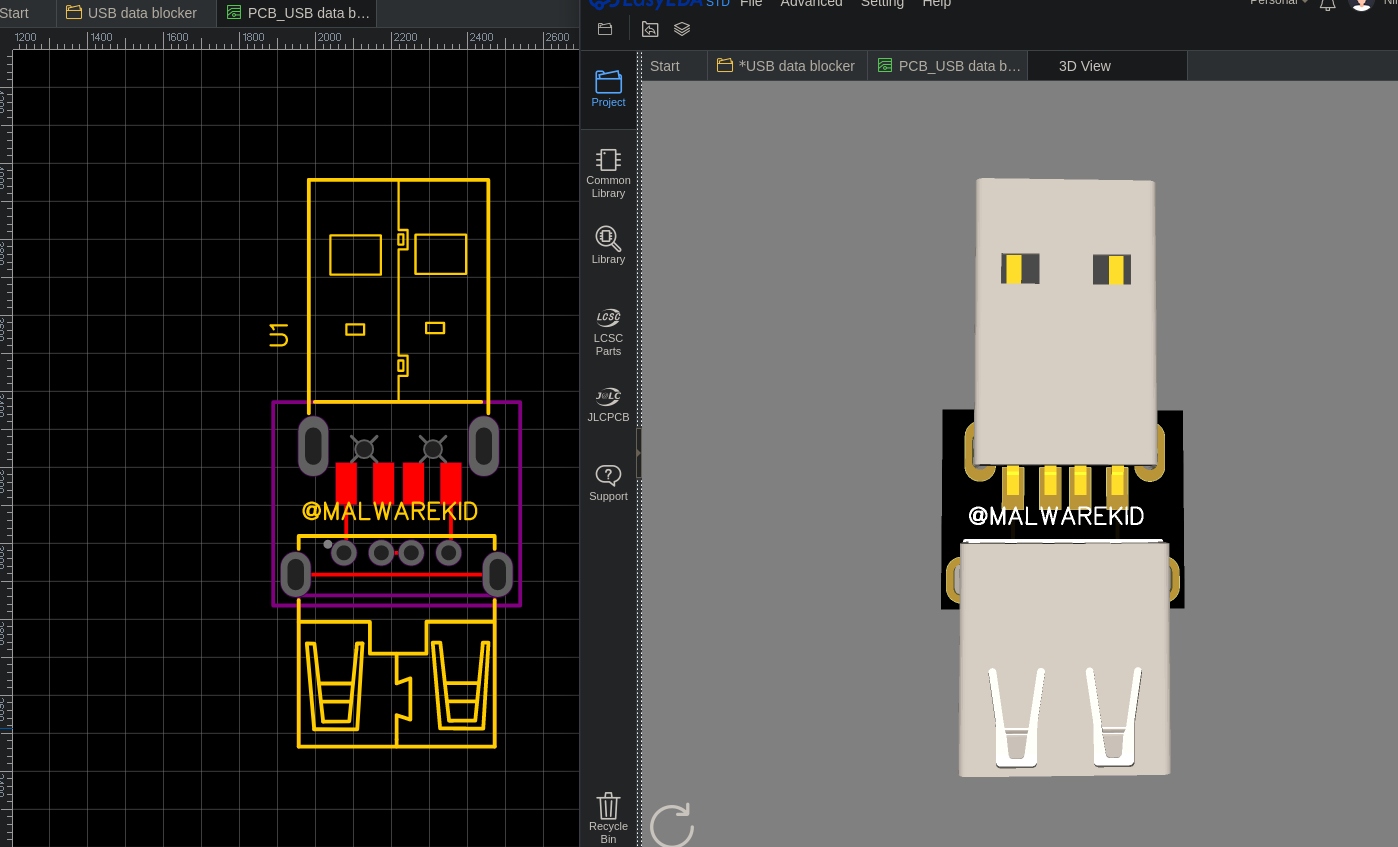 Start
USB data blocker
PCB_USB data b…
1200 1400 1600 1800 2000 2200 2400 2600
U1
@MALWAREKID
EasyEDA STD File Advanced Setting Help
Personal
Project
Common
Library
Library
LCSC
LCSC
Parts
J@LC
JLCPCB
Support
Recycle
Bin
Start
*USB data blocker
PCB_USB data b…
3D View
@MALWAREKID